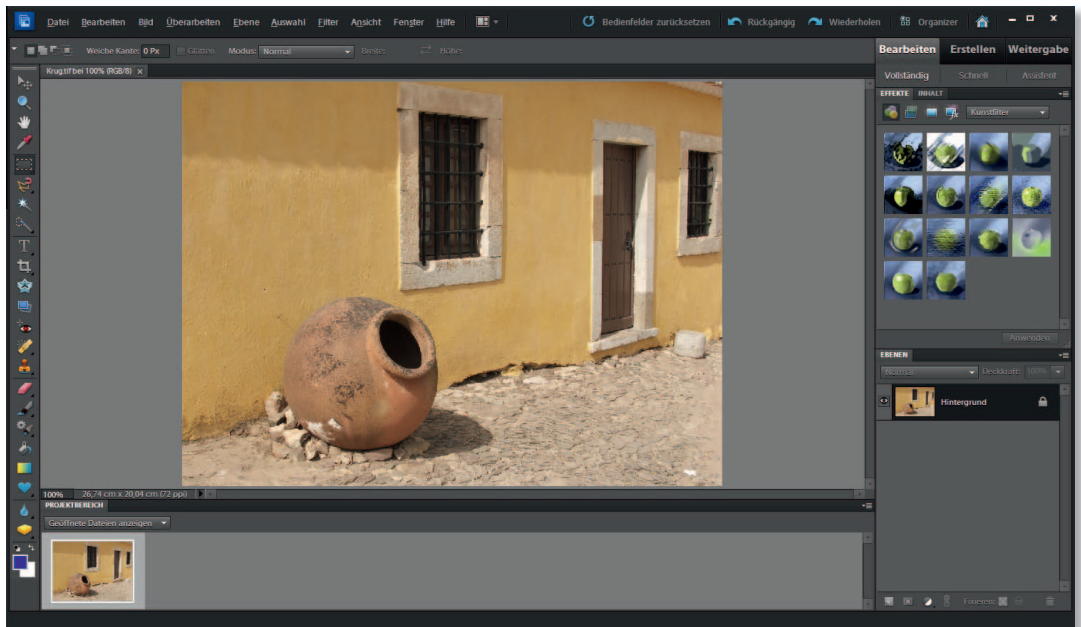 Datei Bearbeiten Bild Überarbeiten Ebene Auswahl Filter Ansicht Fenster Hilfe Bedienfelder zurücksetzen Rückgängig Wiederholen Organizer
Weiche Kante: 0 Px Glätten Modus: Normal Breite: Höhe:
Bearbeiten Erstellen Weitergabe
Krug.tif bei 100% (RGB/8) x
Vollständig Schnell Assistent
EFFEKTE INHALT
Kunstfilter
Anwenden
EBENEN
Normal Deckkraft: 100%
Hintergrund
100% 26,74 cm x 20,04 cm (72 ppi)
PROJEKTBEREICH
Geöffnete Dateien anzeigen
Fixieren: